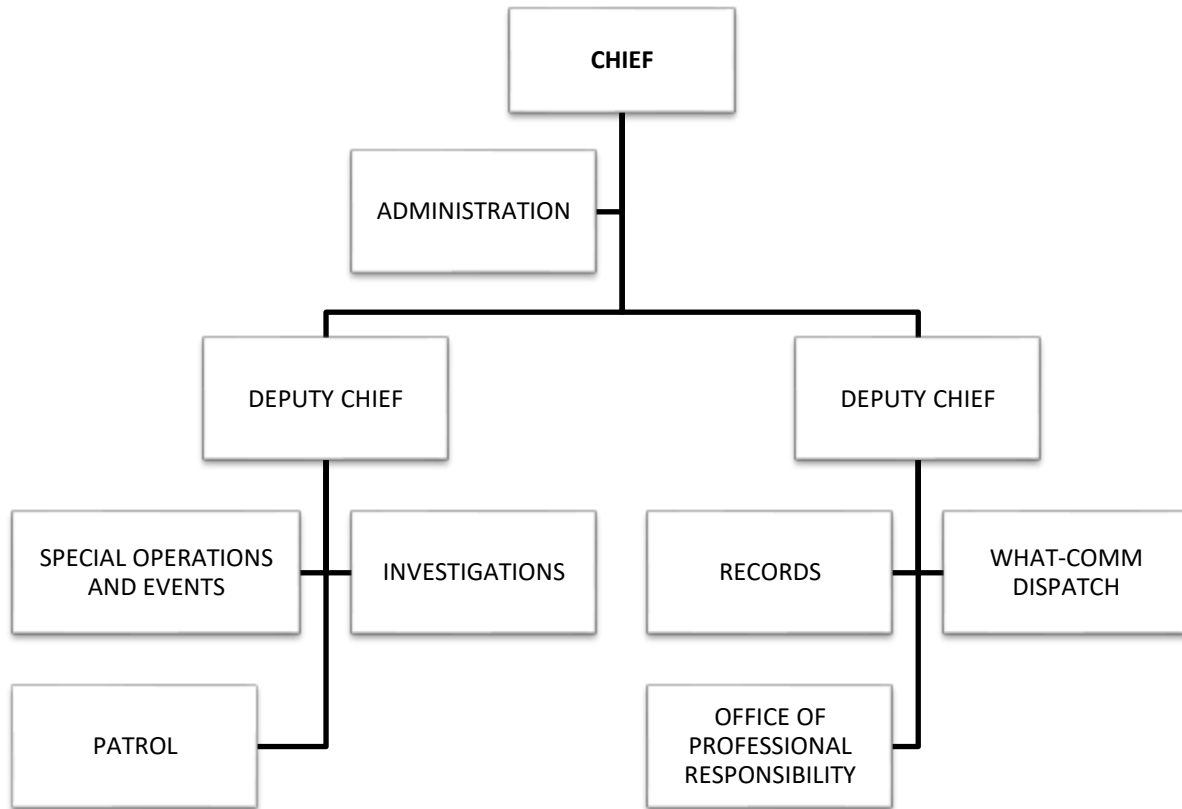 CHIEF
ADMINISTRATION
DEPUTY CHIEF
DEPUTY CHIEF
SPECIAL OPERATIONS
AND EVENTS
INVESTIGATIONS
RECORDS
WHAT-COMM
DISPATCH
PATROL
OFFICE OF
PROFESSIONAL
RESPONSIBILITY